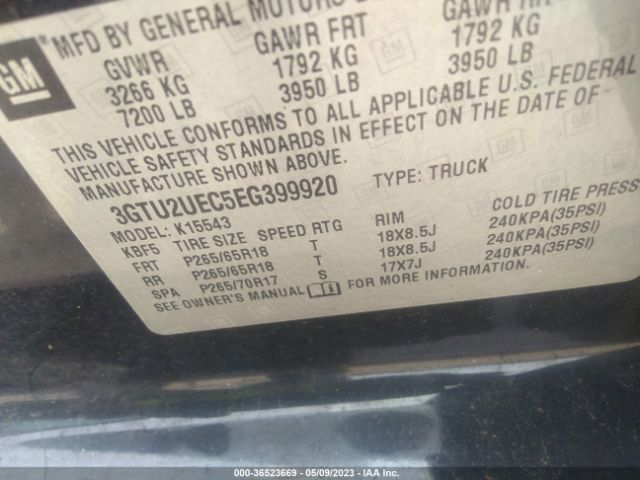 GM
MFD BY GENERAL MOTORS
GVWR GAWR FRT GAWR RR
3266 KG 1792 KG 1792 KG
7200 LB 3950 LB 3950 LB
THIS VEHICLE CONFORMS TO ALL APPLICABLE U.S. FEDERAL
VEHICLE SAFETY STANDARDS IN EFFECT ON THE DATE OF
MANUFACTURE SHOWN ABOVE.
3GTU2UEC5EG399920 TYPE: TRUCK
MODEL: K15543
KBF5 TIRE SIZE SPEED RTG RIM COLD TIRE PRESS
FRT P265/65R18 T 18X8.5J 240KPA(35PSI)
RR P265/65R18 T 18X8.5J 240KPA(35PSI)
SPA P265/70R17 S 17X7J 240KPA(35PSI)
SEE OWNER'S MANUAL FOR MORE INFORMATION.
000-36523669 - 05/09/2023 - IAA Inc.